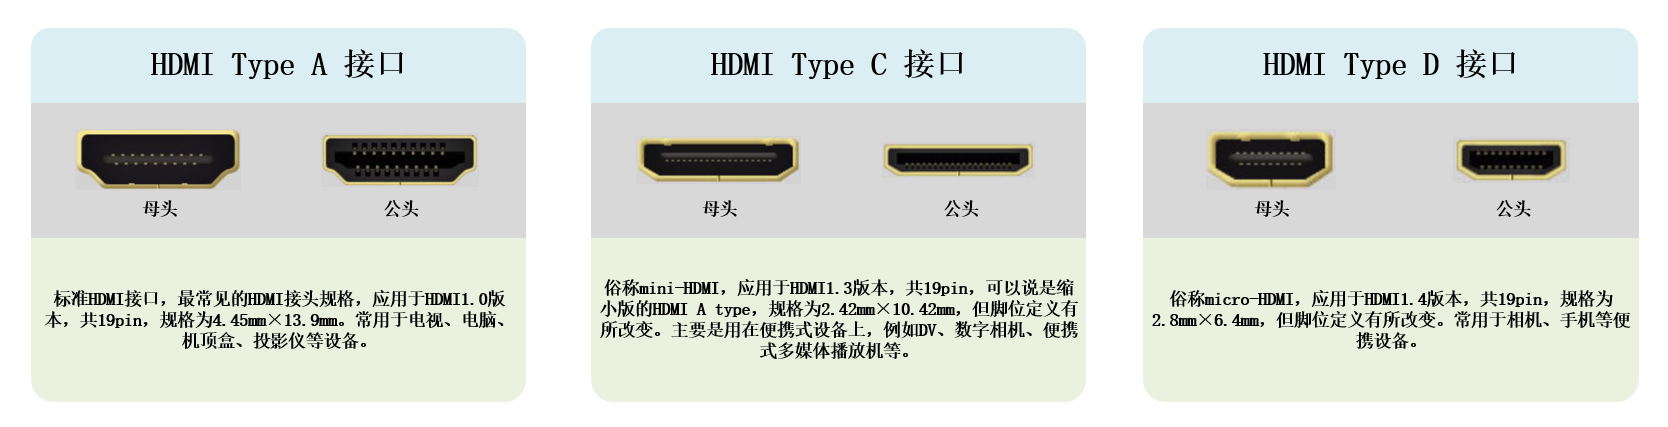 HDMI Type A 接口
母头
公头
标准HDMI接口，最常见的HDMI接头规格，应用于HDMI1.0版
本，共19pin，规格为4.45mm×13.9mm。常用于电视、电脑、
机顶盒、投影仪等设备。
HDMI Type C 接口
母头
公头
俗称mini-HDMI，应用于HDMI1.3版本，共19pin，可以说是缩
小版的HDMI A type，规格为2.42mm×10.42mm，但脚位定义有
所改变。主要是用在便携式设备上，例如DV、数字相机、便携
式多媒体播放机等。
HDMI Type D 接口
母头
公头
俗称micro-HDMI，应用于HDMI1.4版本，共19pin，规格为
2.8mm×6.4mm，但脚位定义有所改变。常用于相机、手机等便
携设备。